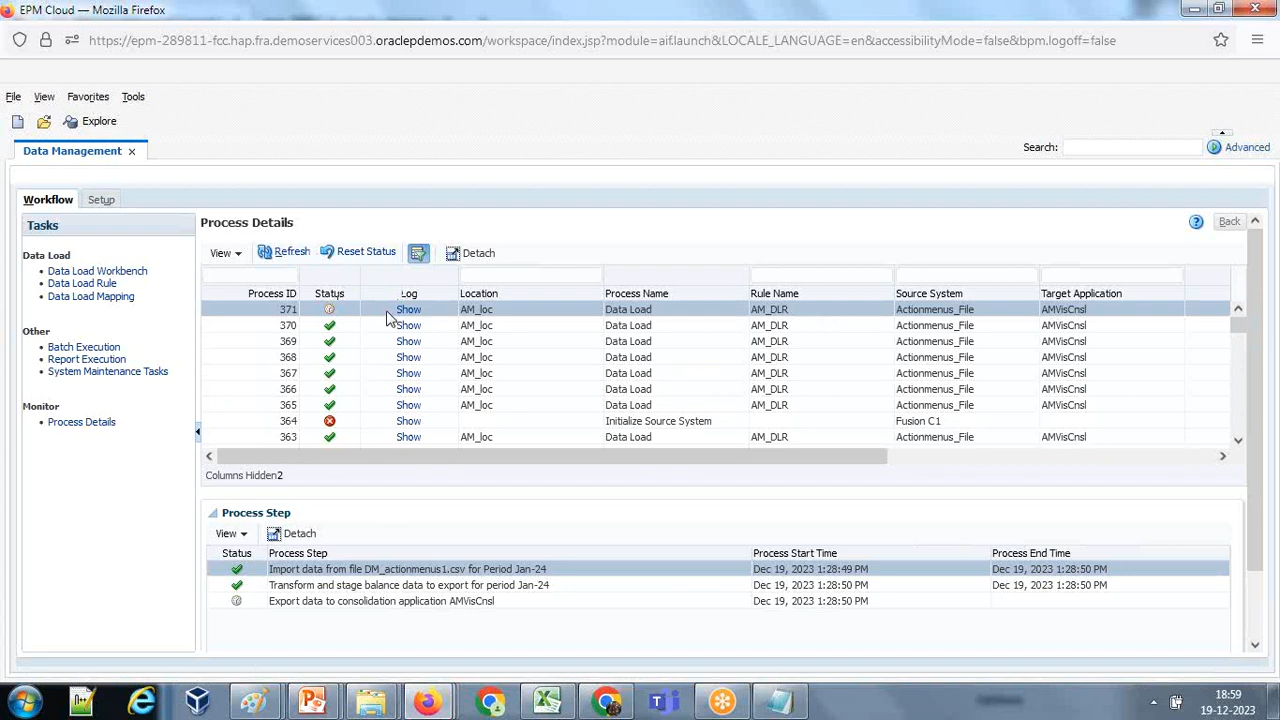 EPM Cloud — Mozilla Firefox
https://epm-289811-fcc.hap.fra.demoservices003.oraclepdemos.com/workspace/index.jsp?module=aif.launch&LOCALE_LANGUAGE=en&accessibilityMode=false&bpm.logoff=false
File View Favorites Tools
Explore
Data Management × Search: Advanced
Workflow Setup
Tasks
Data Load
• Data Load Workbench
• Data Load Rule
• Data Load Mapping
Other
• Batch Execution
• Report Execution
• System Maintenance Tasks
Monitor
• Process Details
Process Details ? Back
View Refresh Reset Status Detach
Process ID Status Log Location Process Name Rule Name Source System Target Application
371 Show AM_loc Data Load AM_DLR Actionmenus_File AMVisCnsl
370 Show AM_loc Data Load AM_DLR Actionmenus_File AMVisCnsl
369 Show AM_loc Data Load AM_DLR Actionmenus_File AMVisCnsl
368 Show AM_loc Data Load AM_DLR Actionmenus_File AMVisCnsl
367 Show AM_loc Data Load AM_DLR Actionmenus_File AMVisCnsl
366 Show AM_loc Data Load AM_DLR Actionmenus_File AMVisCnsl
365 Show AM_loc Data Load AM_DLR Actionmenus_File AMVisCnsl
364 Show Initialize Source System Fusion C1
363 Show AM_loc Data Load AM_DLR Actionmenus_File AMVisCnsl
Columns Hidden2
Process Step
View Detach
Status Process Step Process Start Time Process End Time
Import data from file DM_actionmenus1.csv for Period Jan-24 Dec 19, 2023 1:28:49 PM Dec 19, 2023 1:28:50 PM
Transform and stage balance data to export for period Jan-24 Dec 19, 2023 1:28:50 PM Dec 19, 2023 1:28:50 PM
Export data to consolidation application AMVisCnsl Dec 19, 2023 1:28:50 PM
18:59
19-12-2023